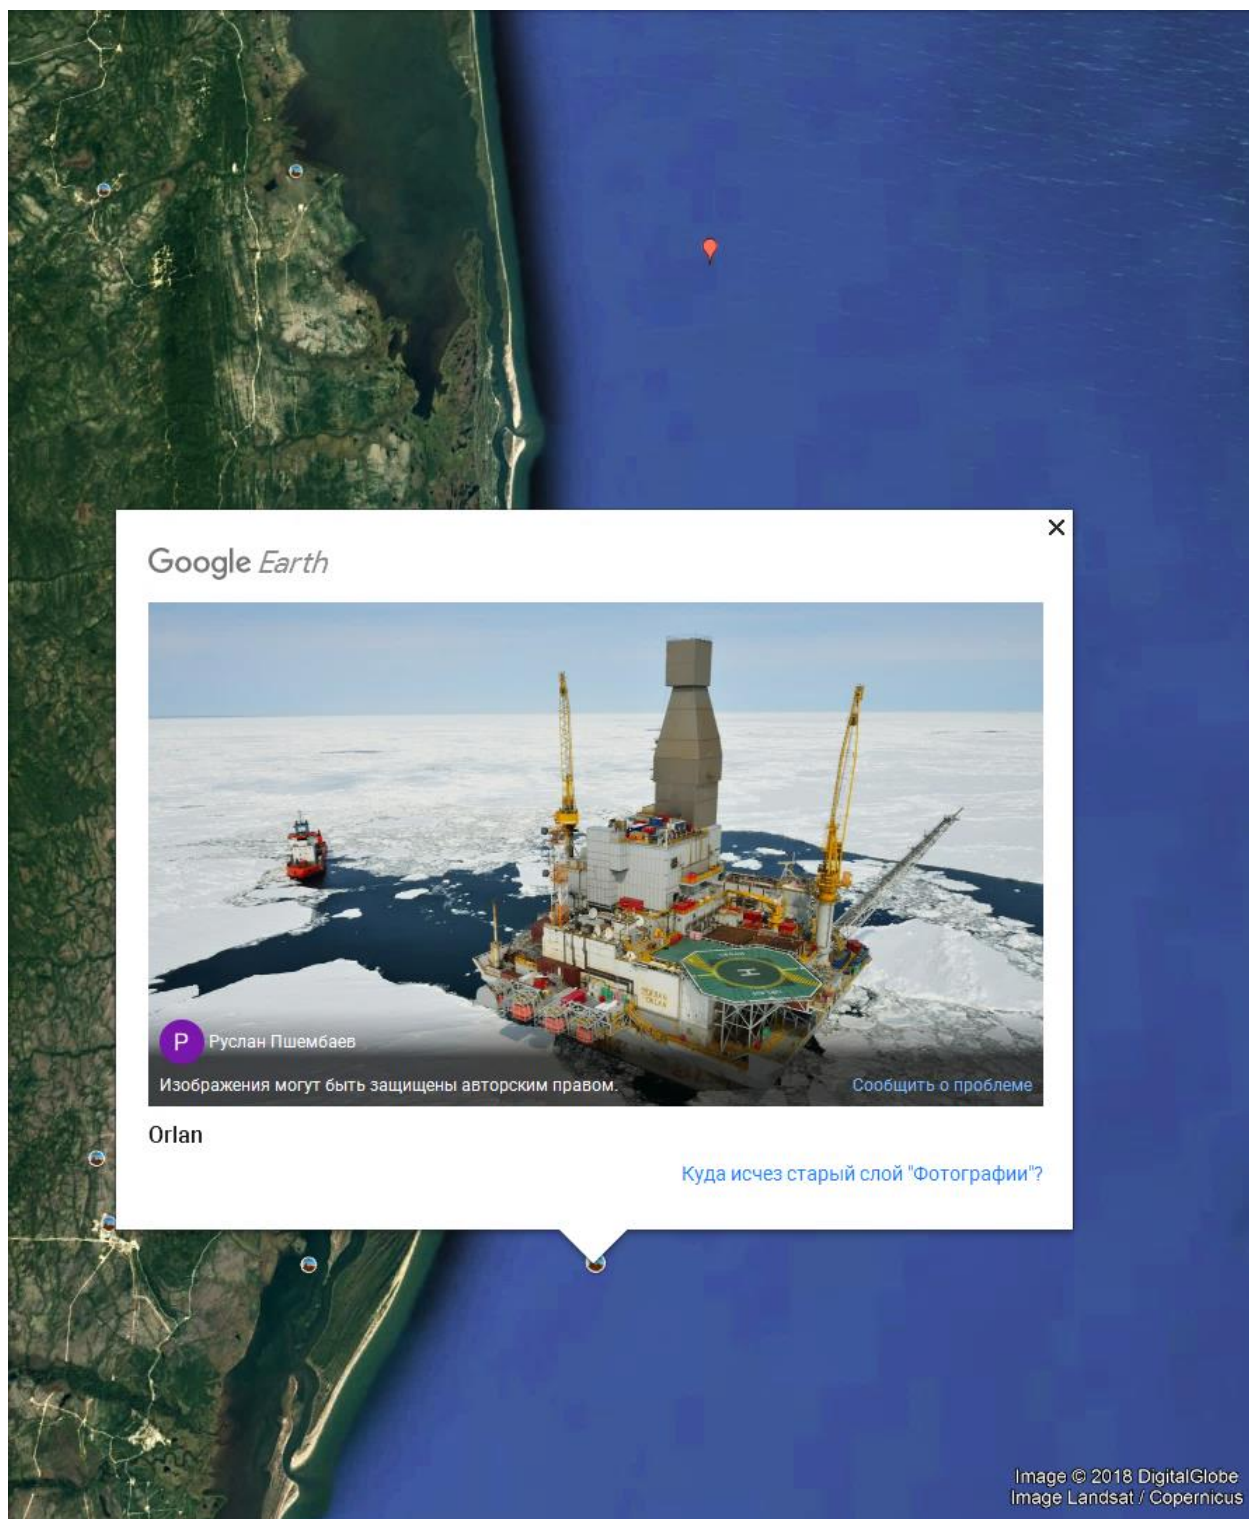 Google Earth
H
ORLAN
Р Руслан Пшембаев
Изображения могут быть защищены авторским правом.
Сообщить о проблеме
Orlan
Куда исчез старый слой "Фотографии"?
Image © 2018 DigitalGlobe
Image Landsat / Copernicus